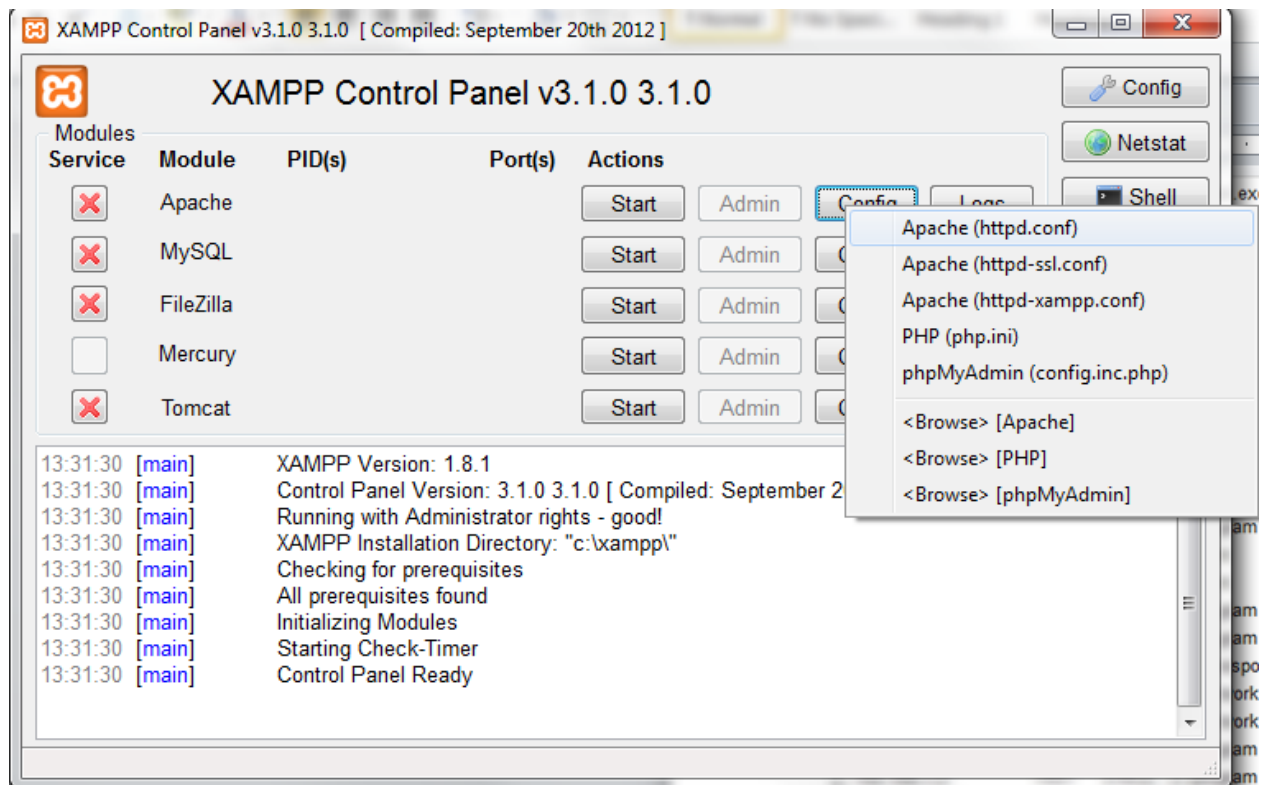 XAMPP Control Panel v3.1.0 3.1.0 [ Compiled: September 20th 2012 ]
XAMPP Control Panel v3.1.0 3.1.0
Config
Modules
Netstat
Service Module PID(s) Port(s) Actions
Shell
Apache Start Admin Config Logs
MySQL Start Admin
FileZilla Start Admin
Mercury Start Admin
Tomcat Start Admin
Apache (httpd.conf)
Apache (httpd-ssl.conf)
Apache (httpd-xampp.conf)
PHP (php.ini)
phpMyAdmin (config.inc.php)
<Browse> [Apache]
<Browse> [PHP]
<Browse> [phpMyAdmin]
13:31:30 [main] XAMPP Version: 1.8.1
13:31:30 [main] Control Panel Version: 3.1.0 3.1.0 [ Compiled: September 2
13:31:30 [main] Running with Administrator rights - good!
13:31:30 [main] XAMPP Installation Directory: "c:\xampp\"
13:31:30 [main] Checking for prerequisites
13:31:30 [main] All prerequisites found
13:31:30 [main] Initializing Modules
13:31:30 [main] Starting Check-Timer
13:31:30 [main] Control Panel Ready